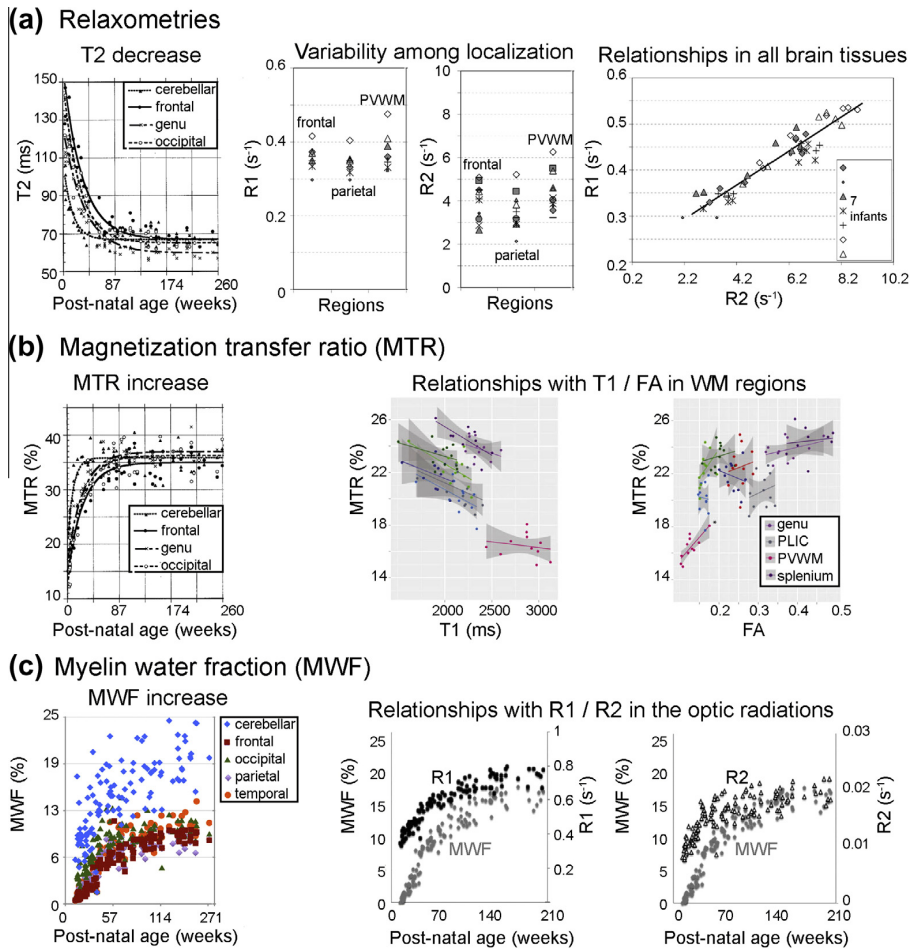 (a) Relaxometries
T2 decrease
Variability among localization
Relationships in all brain tissues
T2 (ms)
150
130
110
90
70
50
0
87
174
260
Post-natal age (weeks)
cerebellar
frontal
genu
occipital
R1 (s-1)
0.6
0.4
0.2
0
frontal
PVWM
parietal
Regions
R2 (s-1)
10
8
6
4
2
0
frontal
PVWM
parietal
Regions
R1 (s-1)
0.6
0.5
0.4
0.3
0.2
0.2
2.2
4.2
6.2
8.2
10.2
R2 (s-1)
7
infants
(b) Magnetization transfer ratio (MTR)
MTR increase
Relationships with T1 / FA in WM regions
MTR (%)
40
30
20
10
0
87
174
260
Post-natal age (weeks)
cerebellar
frontal
genu
occipital
MTR (%)
26
22
18
14
2000
2500
3000
T1 (ms)
MTR (%)
26
22
18
14
0.2
0.3
0.4
0.5
FA
genu
PLIC
PVWM
splenium
(c) Myelin water fraction (MWF)
MWF increase
Relationships with R1 / R2 in the optic radiations
MWF (%)
25
19
13
6
0
0
57
114
271
Post-natal age (weeks)
cerebellar
frontal
occipital
parietal
temporal
MWF (%)
25
20
15
10
5
0
R1
MWF
1
0.8
0.6
0.4
0.2
R1 (s-1)
0
70
140
210
Post-natal age (weeks)
MWF (%)
25
20
15
10
5
0
R2
MWF
0.03
0.02
0.01
0
R2 (s-1)
0
70
140
210
Post-natal age (weeks)